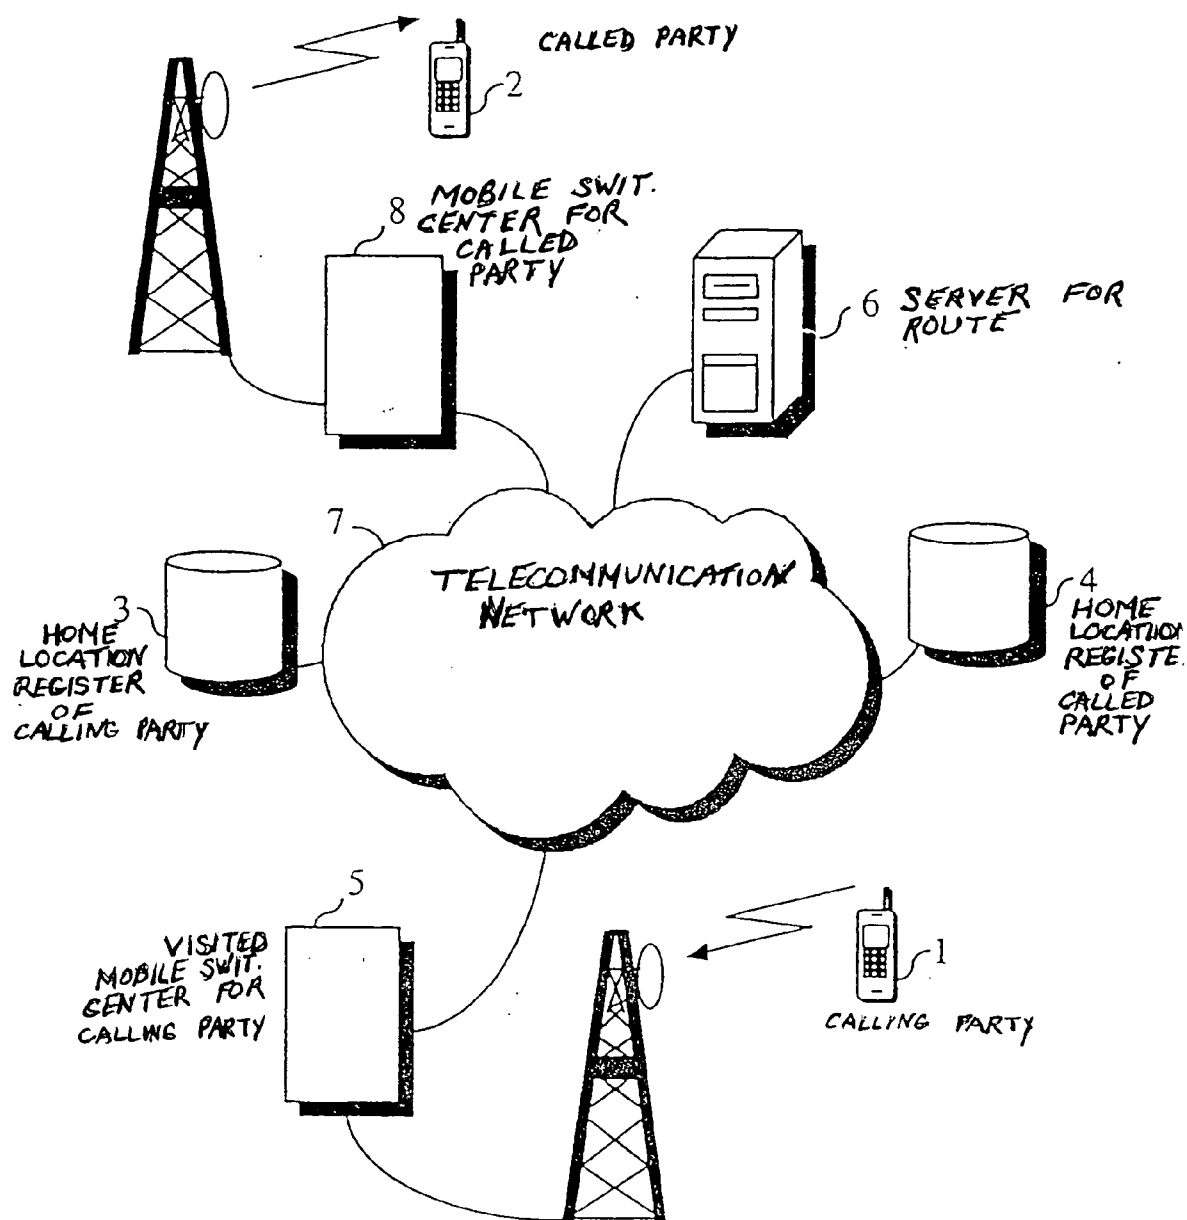 CALLED PARTY
2
MOBILE SWIT.
CENTER FOR
CALLED
PARTY
8
6 SERVER FOR
ROUTE
7
TELECOMMUNICATION
NETWORK
3
HOME
LOCATION
REGISTER
OF
CALLING PARTY
4
HOME
LOCATION
REGISTE
OF
CALLED
PARTY
5
VISITED
MOBILE SWIT.
CENTER FOR
CALLING PARTY
1
CALLING PARTY